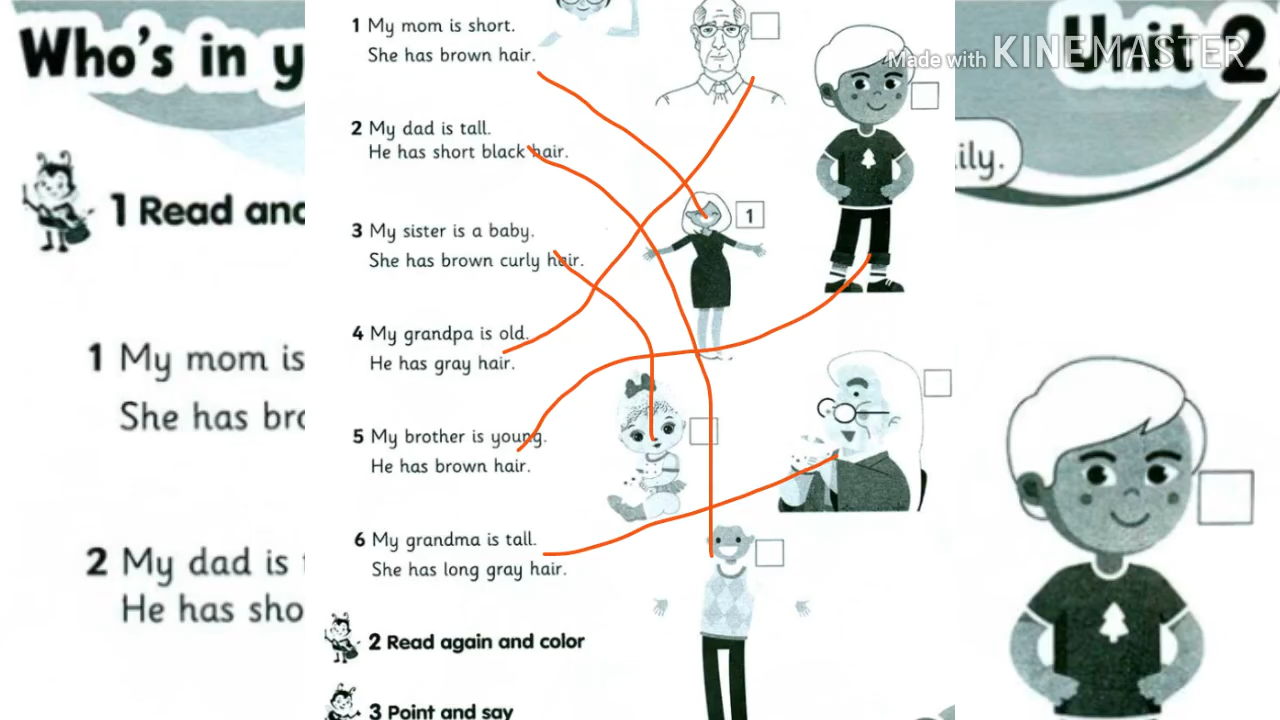 Who's in y
Unit 2
Made with KINEMASTER
ily.
1 Read and
1 My mom is
She has bro
2 My dad is
He has sho
1 My mom is short.
She has brown hair.
2 My dad is tall.
He has short black hair.
3 My sister is a baby.
She has brown curly hair.
1
4 My grandpa is old.
He has gray hair.
5 My brother is young.
He has brown hair.
6 My grandma is tall.
She has long gray hair.
2 Read again and color
3 Point and say